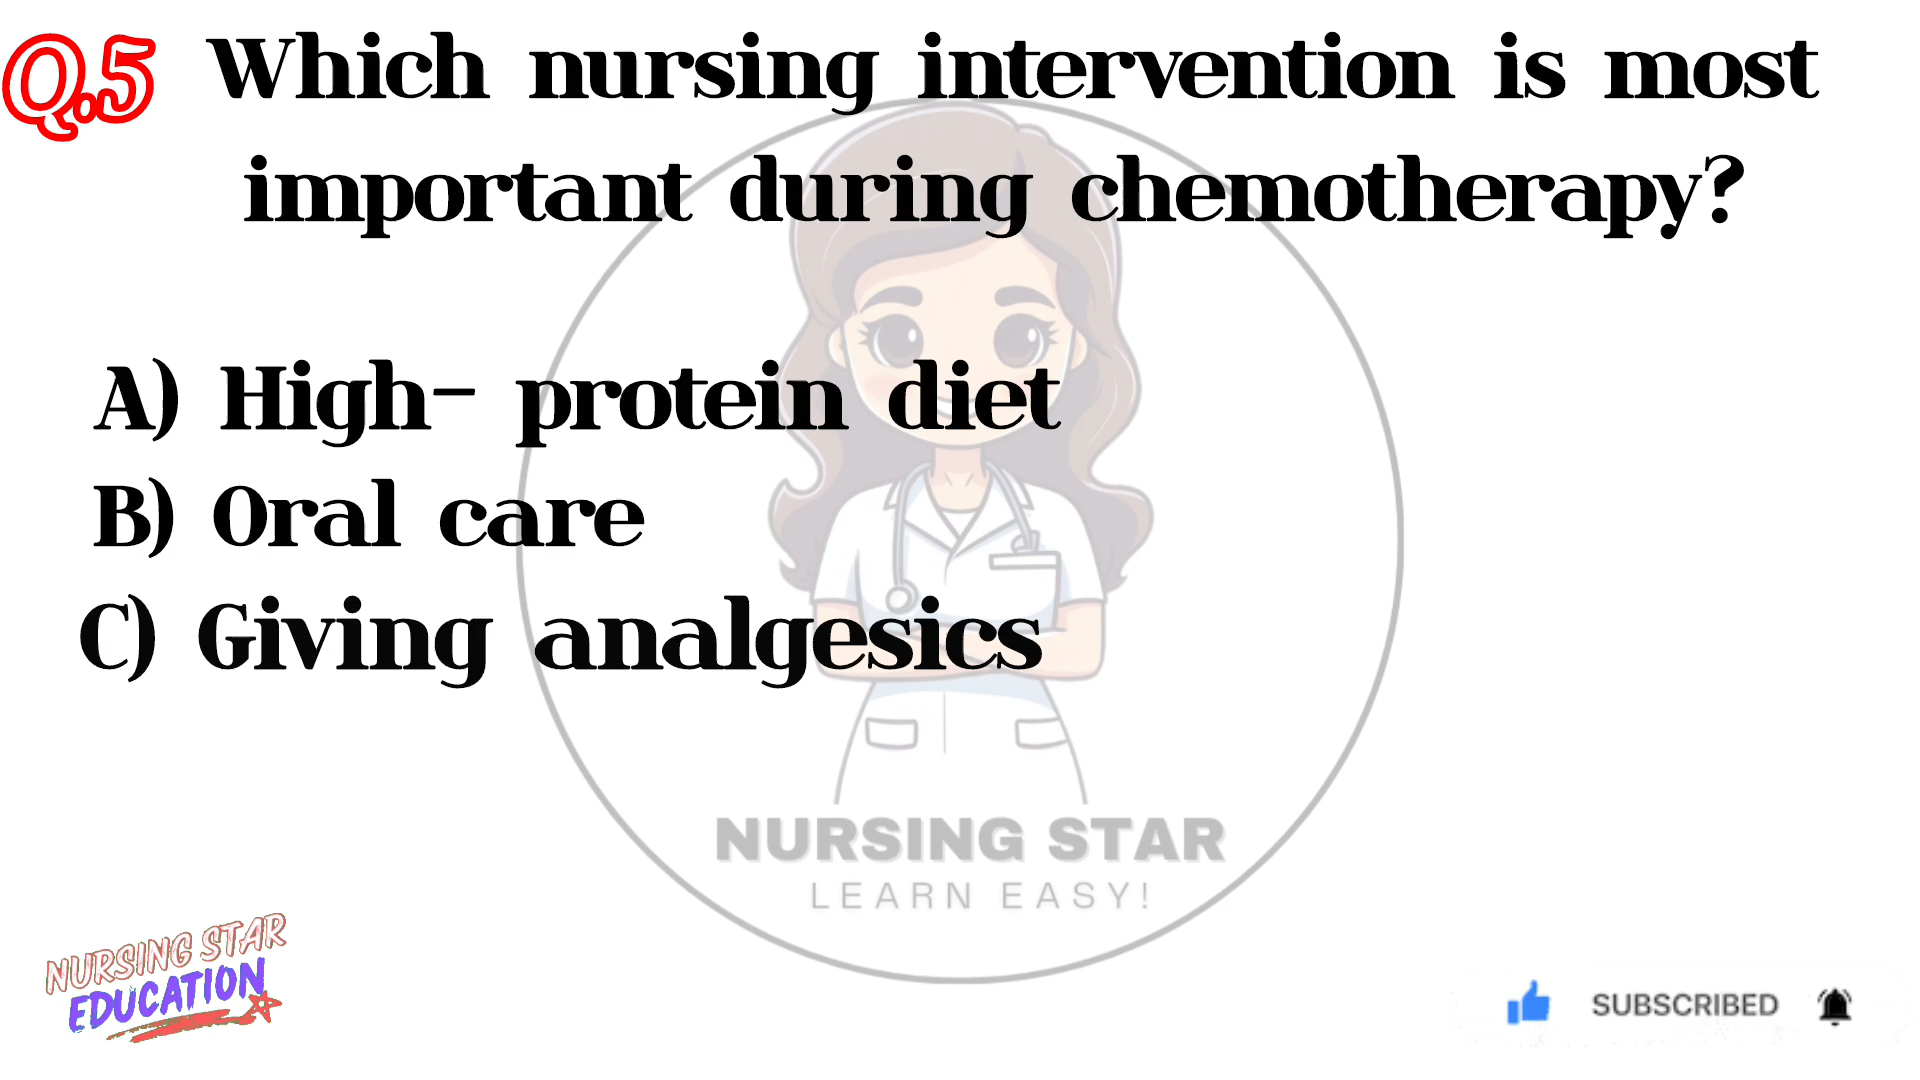 Q.5 Which nursing intervention is most
important during chemotherapy?
A) High- protein diet
B) Oral care
C) Giving analgesics
NURSING STAR
LEARN EASY!
NURSING STAR
EDUCATION
SUBSCRIBED